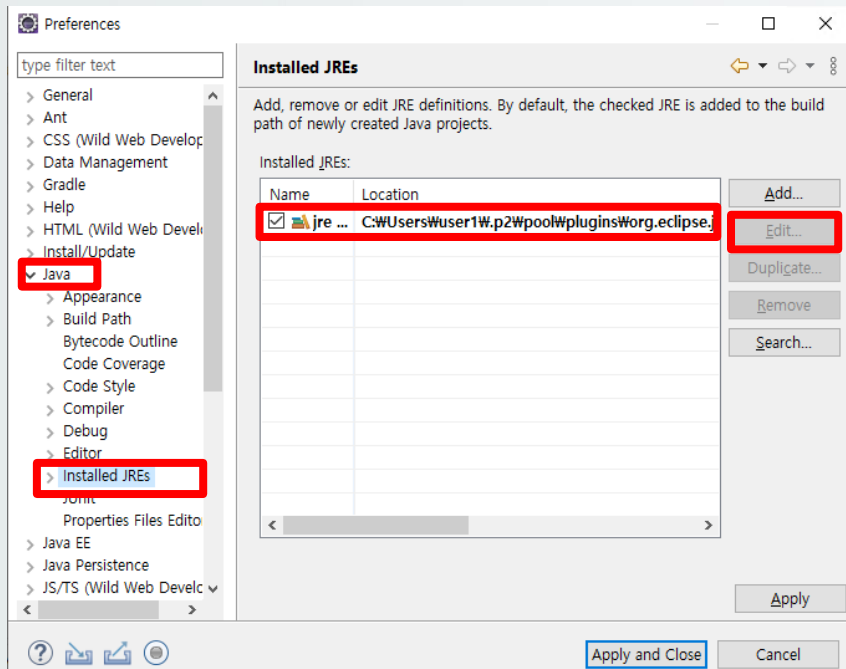 Preferences
type filter text
General
Ant
CSS (Wild Web Develop
Data Management
Gradle
Help
HTML (Wild Web Develo
Install/Update
Java
Appearance
Build Path
Bytecode Outline
Code Coverage
Code Style
Compiler
Debug
Editor
Installed JREs
JUnit
Properties Files Edito
Java EE
Java Persistence
JS/TS (Wild Web Develc
Installed JREs
Add, remove or edit JRE definitions. By default, the checked JRE is added to the build
path of newly created Java projects.
Installed JREs:
Name Location
jre ... C:₩Users₩user1₩.p2₩pool₩plugins₩org.eclipse.j
Add...
Edit...
Duplicate...
Remove
Search...
Apply
Apply and Close Cancel